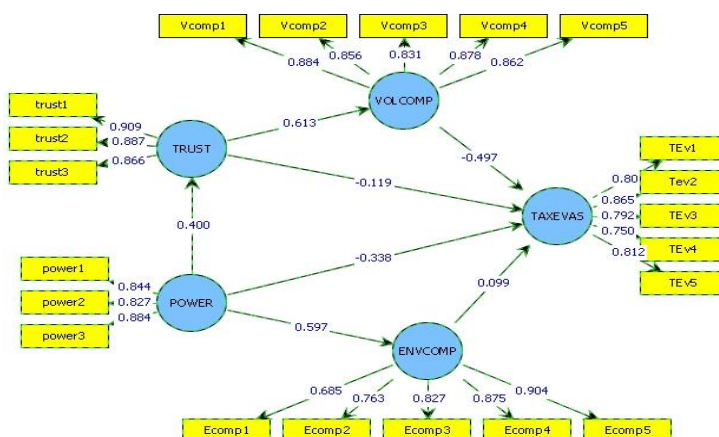 Vcomp1 Vcomp2 Vcomp3 Vcomp4 Vcomp5
0.884 0.856 0.831 0.878 0.862
VOLCOMP
trust1
trust2
trust3
0.909
0.887
0.866
TRUST
0.613
-0.497
-0.119
0.400
TAXEVAS
0.80
0.865
0.792
0.750
0.812
TEv1
Tev2
TEv3
TEv4
TEv5
power1
power2
power3
0.844
0.827
0.884
POWER
-0.338
0.597
0.099
ENVCOMP
0.685 0.763 0.827 0.875 0.904
Ecomp1 Ecomp2 Ecomp3 Ecomp4 Ecomp5